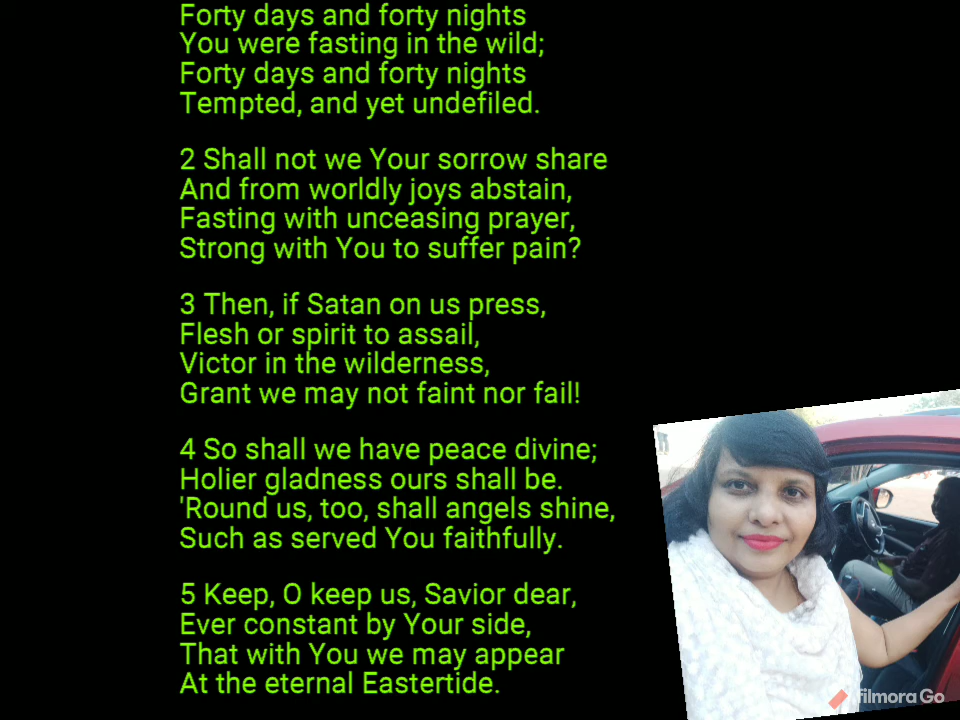 Forty days and forty nights
You were fasting in the wild;
Forty days and forty nights
Tempted, and yet undefiled.
2 Shall not we Your sorrow share
And from worldly joys abstain,
Fasting with unceasing prayer,
Strong with You to suffer pain?
3 Then, if Satan on us press,
Flesh or spirit to assail,
Victor in the wilderness,
Grant we may not faint nor fail!
4 So shall we have peace divine;
Holier gladness ours shall be.
'Round us, too, shall angels shine,
Such as served You faithfully.
5 Keep, O keep us, Savior dear,
Ever constant by Your side,
That with You we may appear
At the eternal Eastertide.
filmora Go